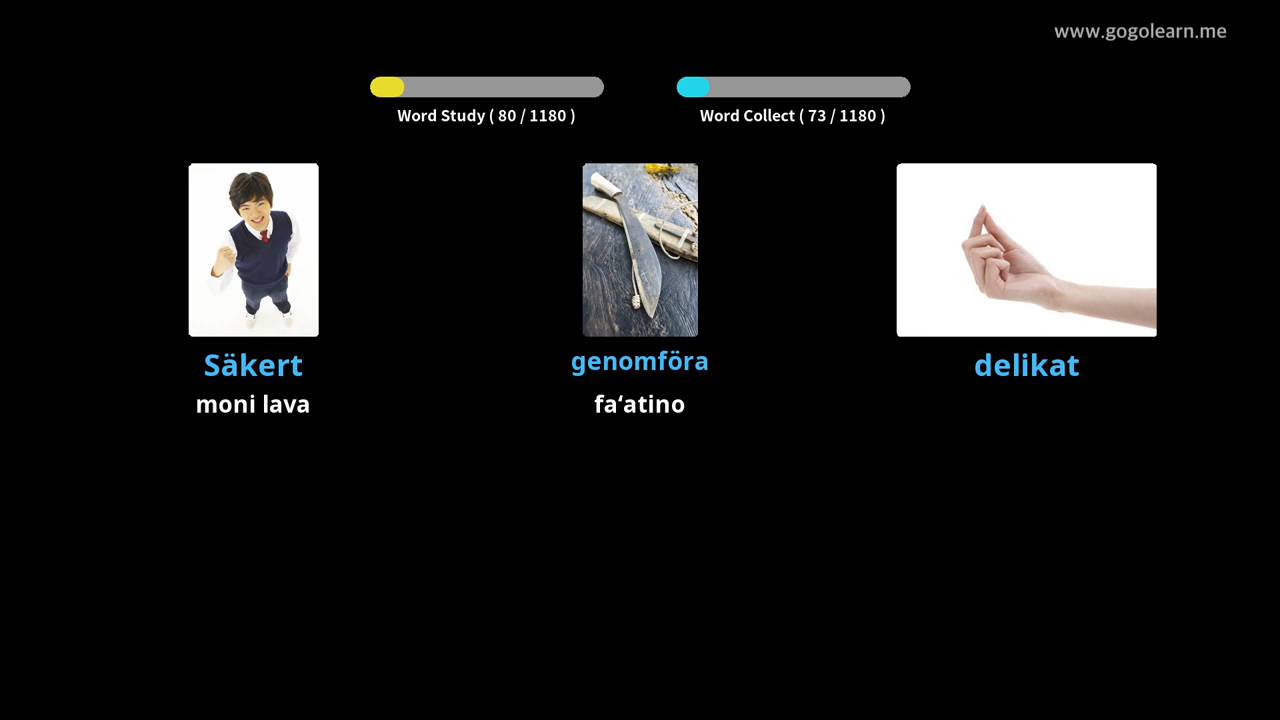 www.gogolearn.me
Word Study ( 80 / 1180 )
Word Collect ( 73 / 1180 )
Säkert
genomföra
delikat
moni lava
fa‘atino